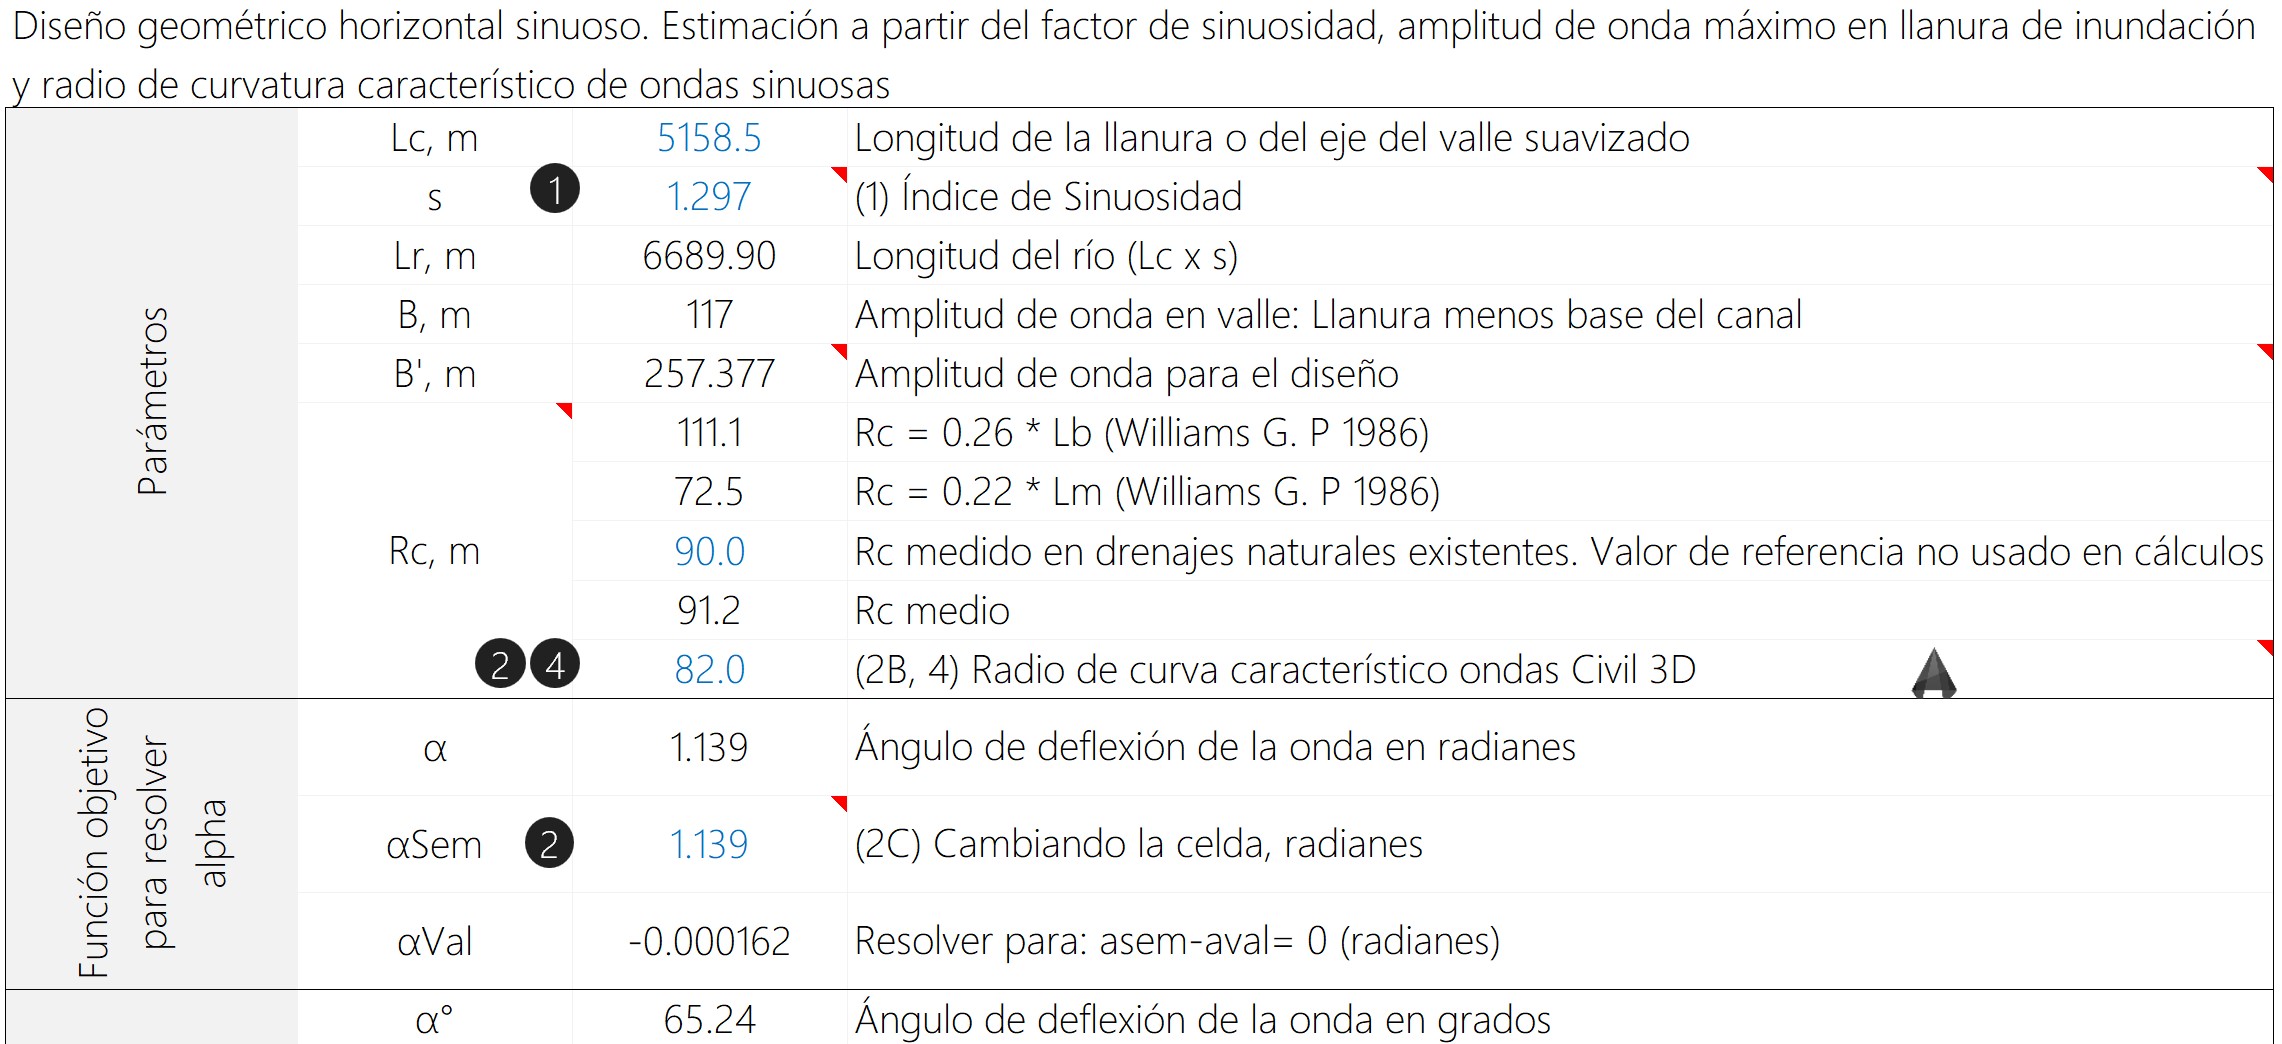 Diseño geométrico horizontal sinuoso. Estimación a partir del factor de sinuosidad, amplitud de onda máximo en llanura de inundación
y radio de curvatura característico de ondas sinuosas
Parámetros
Lc, m 5158.5 Longitud de la llanura o del eje del valle suavizado
s 1 1.297 (1) Índice de Sinuosidad
Lr, m 6689.90 Longitud del río (Lc x s)
B, m 117 Amplitud de onda en valle: Llanura menos base del canal
B', m 257.377 Amplitud de onda para el diseño
111.1 Rc = 0.26 * Lb (Williams G. P 1986)
72.5 Rc = 0.22 * Lm (Williams G. P 1986)
Rc, m 90.0 Rc medido en drenajes naturales existentes. Valor de referencia no usado en cálculos
91.2 Rc medio
2 4 82.0 (2B, 4) Radio de curva característico ondas Civil 3D
Función objetivo
para resolver
alpha
α 1.139 Ángulo de deflexión de la onda en radianes
αSem 2 1.139 (2C) Cambiando la celda, radianes
αVal -0.000162 Resolver para: asem-aval= 0 (radianes)
α° 65.24 Ángulo de deflexión de la onda en grados